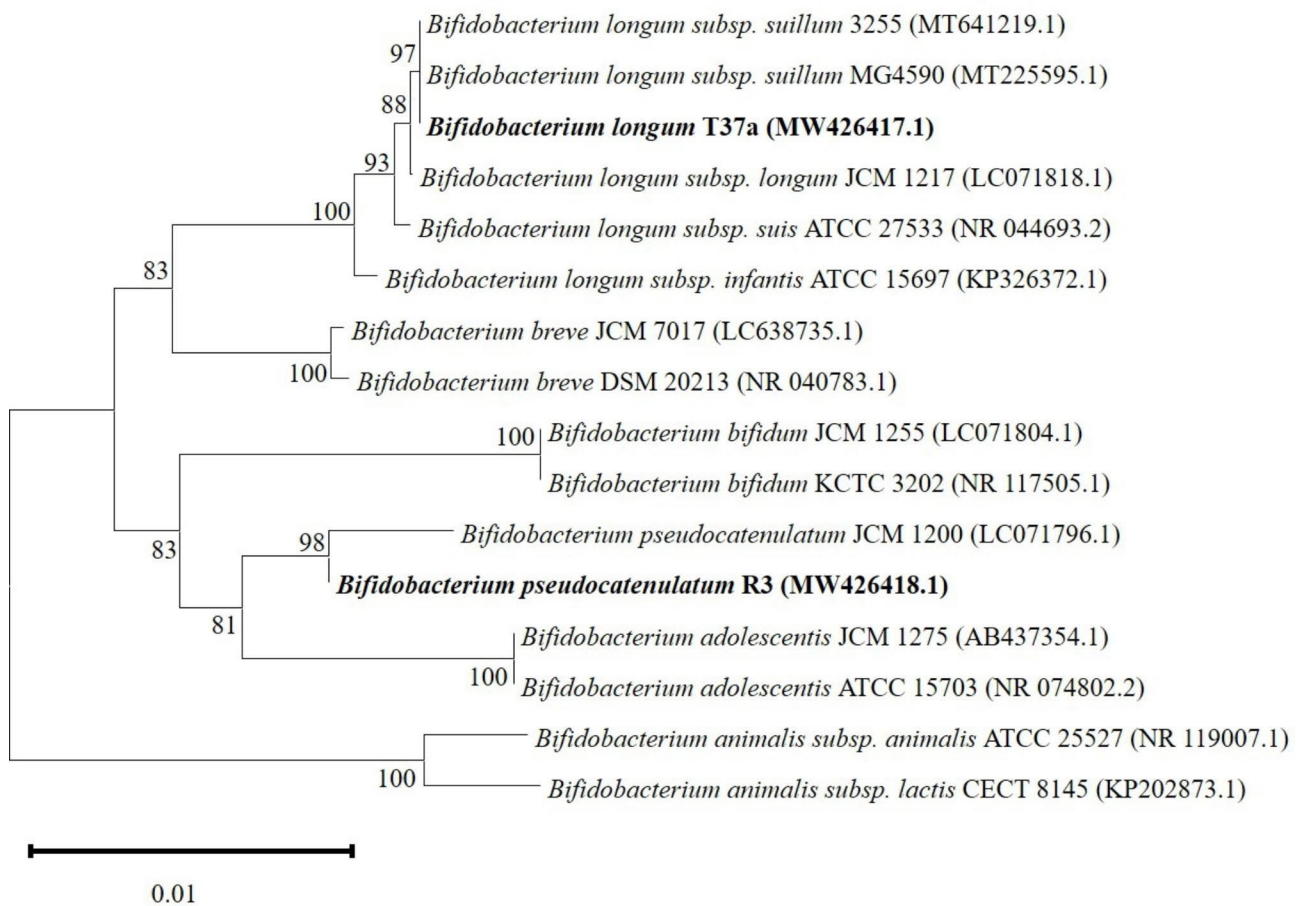 Bifidobacterium longum subsp. suillum 3255 (MT641219.1)
97
Bifidobacterium longum subsp. suillum MG4590 (MT225595.1)
88
Bifidobacterium longum T37a (MW426417.1)
93
Bifidobacterium longum subsp. longum JCM 1217 (LC071818.1)
100
Bifidobacterium longum subsp. suis ATCC 27533 (NR 044693.2)
83
Bifidobacterium longum subsp. infantis ATCC 15697 (KP326372.1)
Bifidobacterium breve JCM 7017 (LC638735.1)
100
Bifidobacterium breve DSM 20213 (NR 040783.1)
100
Bifidobacterium bifidum JCM 1255 (LC071804.1)
Bifidobacterium bifidum KCTC 3202 (NR 117505.1)
Bifidobacterium pseudocatenulatum JCM 1200 (LC071796.1)
83
98
Bifidobacterium pseudocatenulatum R3 (MW426418.1)
81
Bifidobacterium adolescentis JCM 1275 (AB437354.1)
100
Bifidobacterium adolescentis ATCC 15703 (NR 074802.2)
Bifidobacterium animalis subsp. animalis ATCC 25527 (NR 119007.1)
100
Bifidobacterium animalis subsp. lactis CECT 8145 (KP202873.1)
0.01